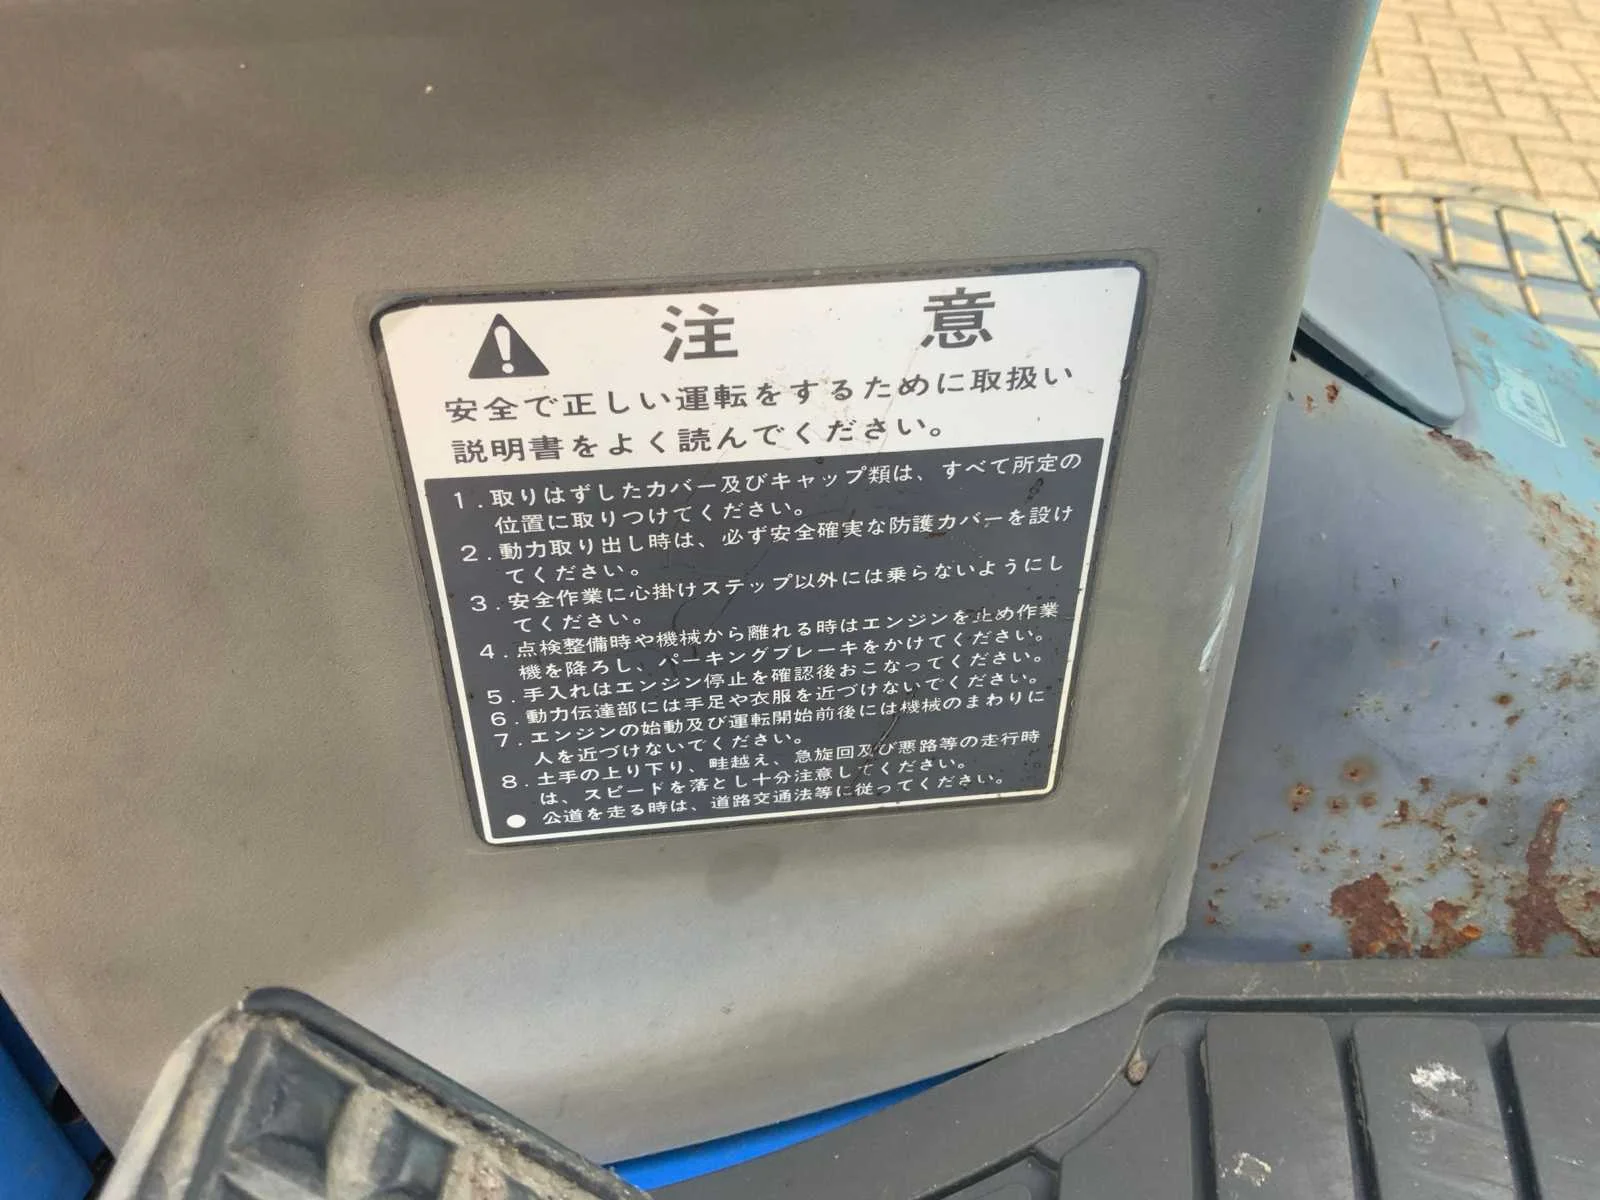 注 意
安全で正しい運転をするために取扱い
説明書をよく読んでください。
1.取りはずしたカバー及びキャップ類は、すべて所定の
位置に取りつけてください。
2.動力取り出し時は、必ず安全確実な防護カバーを設け
てください。
3.安全作業に心掛けステップ以外には乗らないようにし
てください。
4.点検整備時や機械から離れる時はエンジンを止め作業
機を降ろし、パーキングブレーキをかけてください。
5.手入れはエンジン停止を確認後おこなってください。
6.動力伝達部には手足や衣服を近づけないでください。
7.エンジンの始動及び運転開始前後には機械のまわりに
人を近づけないでください。
8.土手の上り下り、畦越え、急旋回及び悪路等の走行時
は、スピードを落とし十分注意してください。
● 公道を走る時は、道路交通法等に従ってください。